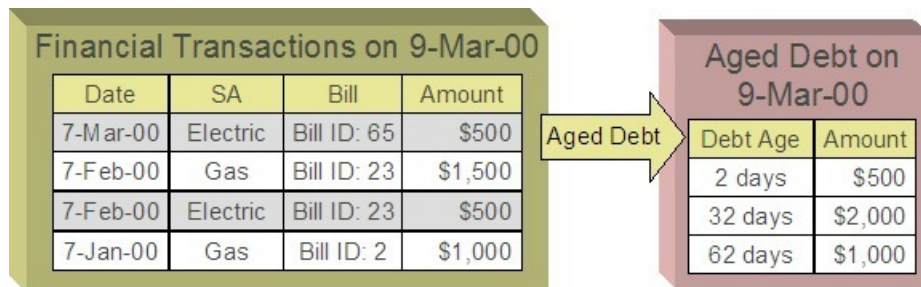 Financial Transactions on 9-Mar-00
Date SA Bill Amount
7-Mar-00 Electric Bill ID: 65 $500
7-Feb-00 Gas Bill ID: 23 $1,500
7-Feb-00 Electric Bill ID: 23 $500
7-Jan-00 Gas Bill ID: 2 $1,000
Aged Debt
Aged Debt on
9-Mar-00
Debt Age Amount
2 days $500
32 days $2,000
62 days $1,000